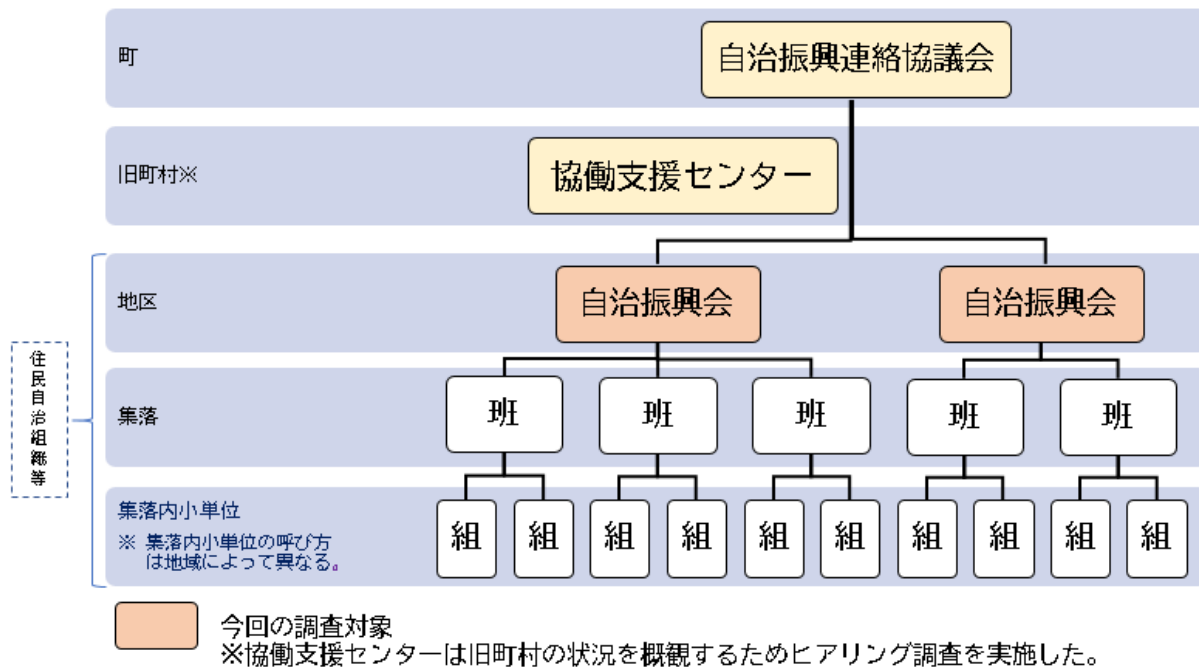 町
自治振興連絡協議会
旧町村※
協働支援センター
地区
自治振興会 自治振興会
住民自治組織等
集落
班 班 班 班 班
集落内小単位
※ 集落内小単位の呼び方
は地域によって異なる。
組 組 組 組 組 組 組 組 組 組
今回の調査対象
※協働支援センターは旧町村の状況を概観するためヒアリング調査を実施した。